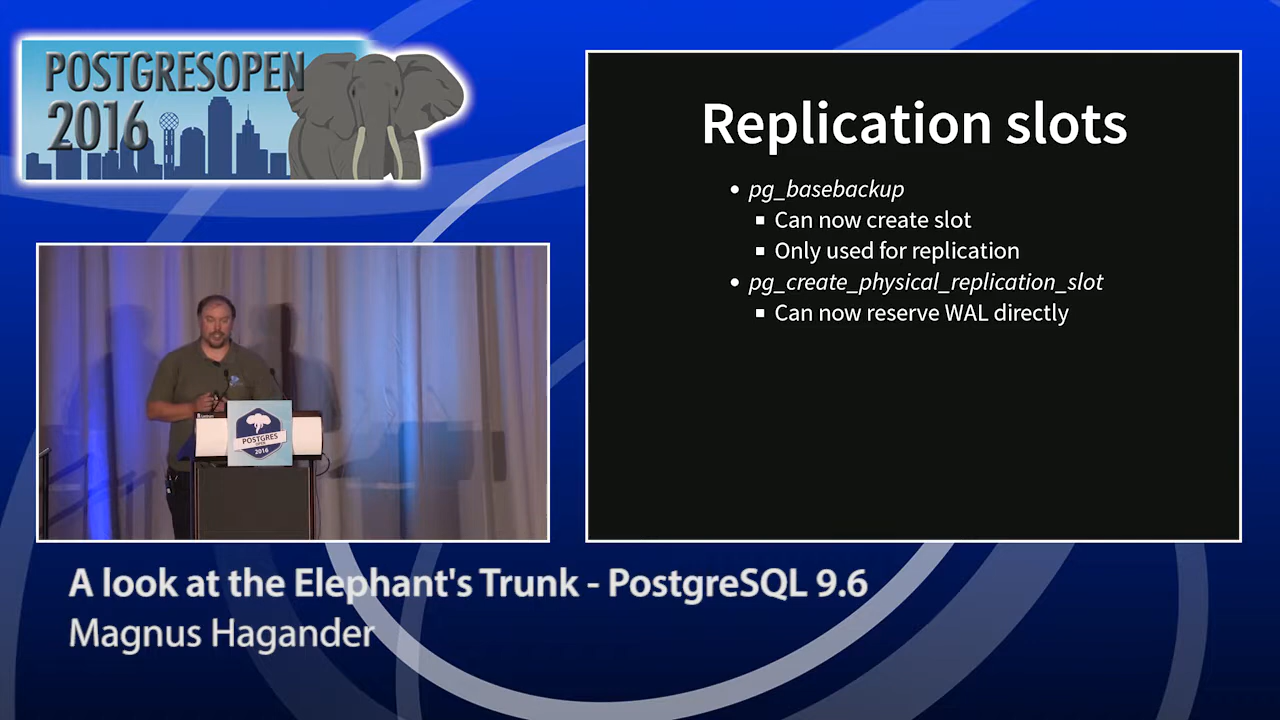 POSTGRESOPEN
2016
Replication slots
• pg_basebackup
▪ Can now create slot
▪ Only used for replication
• pg_create_physical_replication_slot
▪ Can now reserve WAL directly
POSTGRES
OPEN
2016
A look at the Elephant's Trunk - PostgreSQL 9.6
Magnus Hagander